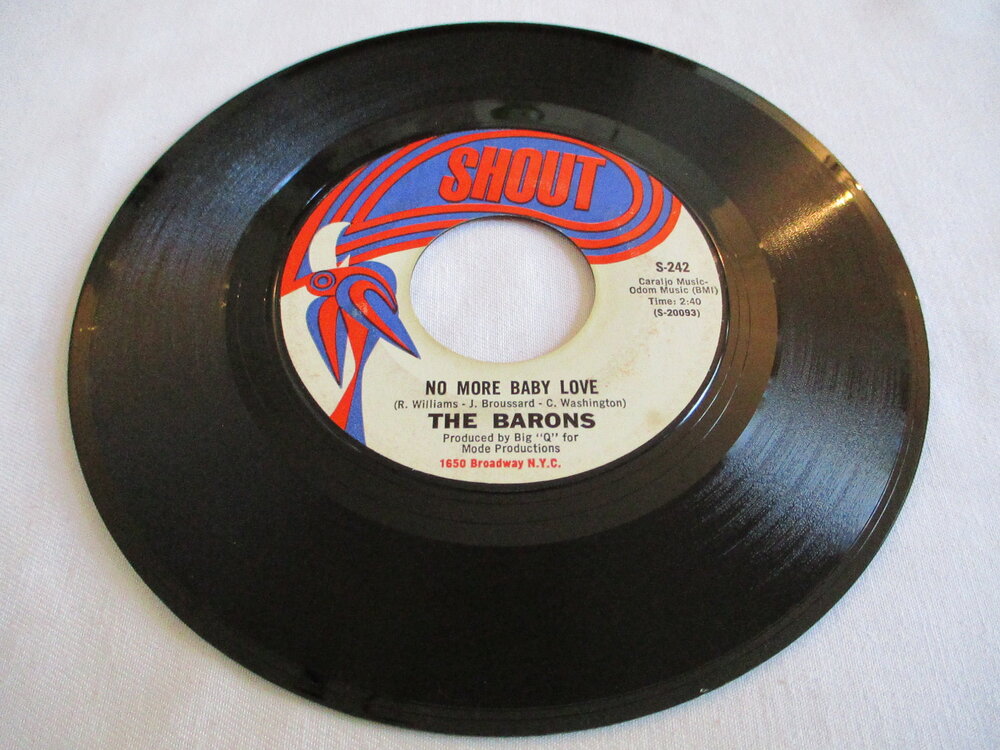 SHOUT
S-242
Caraljo Music-
Odom Music (BMI)
Time: 2:40
(S-20093)
NO MORE BABY LOVE
(R. Williams - J. Broussard - C. Washington)
THE BARONS
Produced by Big "Q" for
Mode Productions
1650 Broadway N.Y.C.